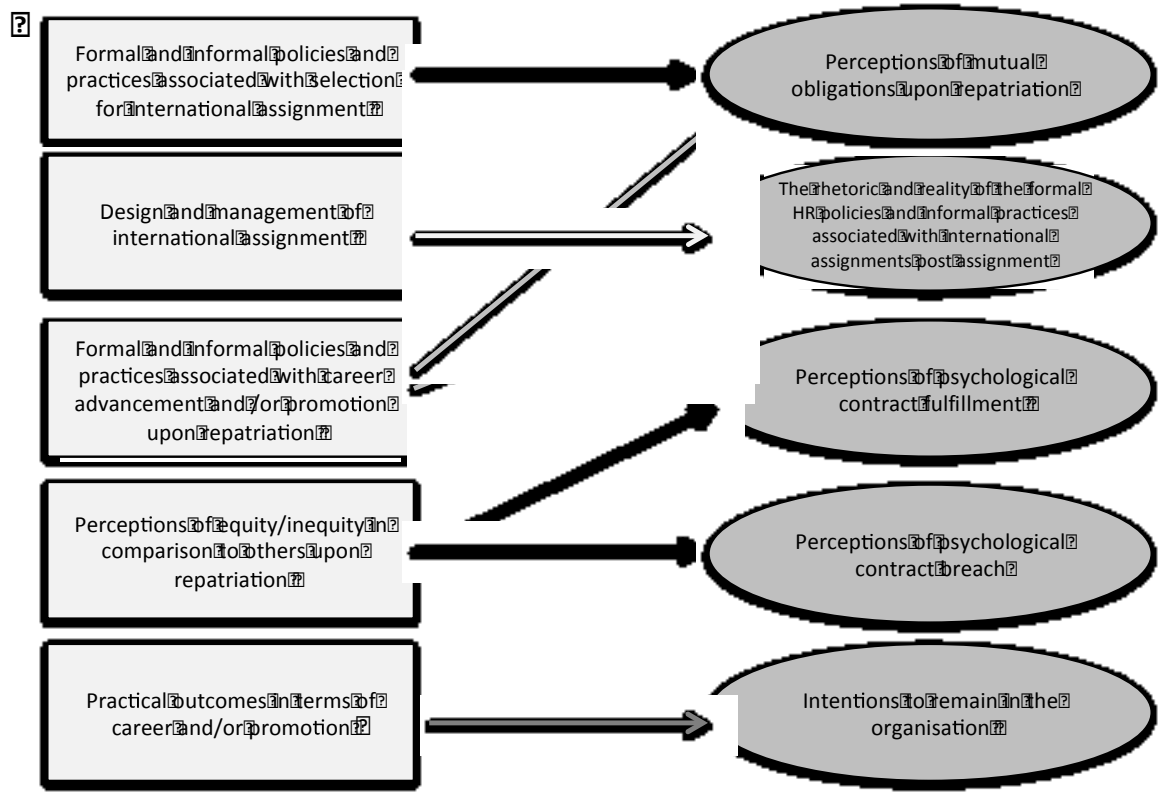 Formal and informal policies and
practices associated with selection
for international assignment
Design and management of
international assignment
Formal and informal policies and
practices associated with career
advancement and /or promotion
upon repatriation
Perceptions of equity/inequity in
comparison to others upon
repatriation
Practical outcomes in terms of
career and/or promotion
Perceptions of mutual
obligations upon repatriation
The rhetoric and reality of the formal
HR policies and informal practices
associated with international
assignments post assignment
Perceptions of psychological
contract fulfillment
Perceptions of psychological
contract breach
Intentions to remain in the
organisation